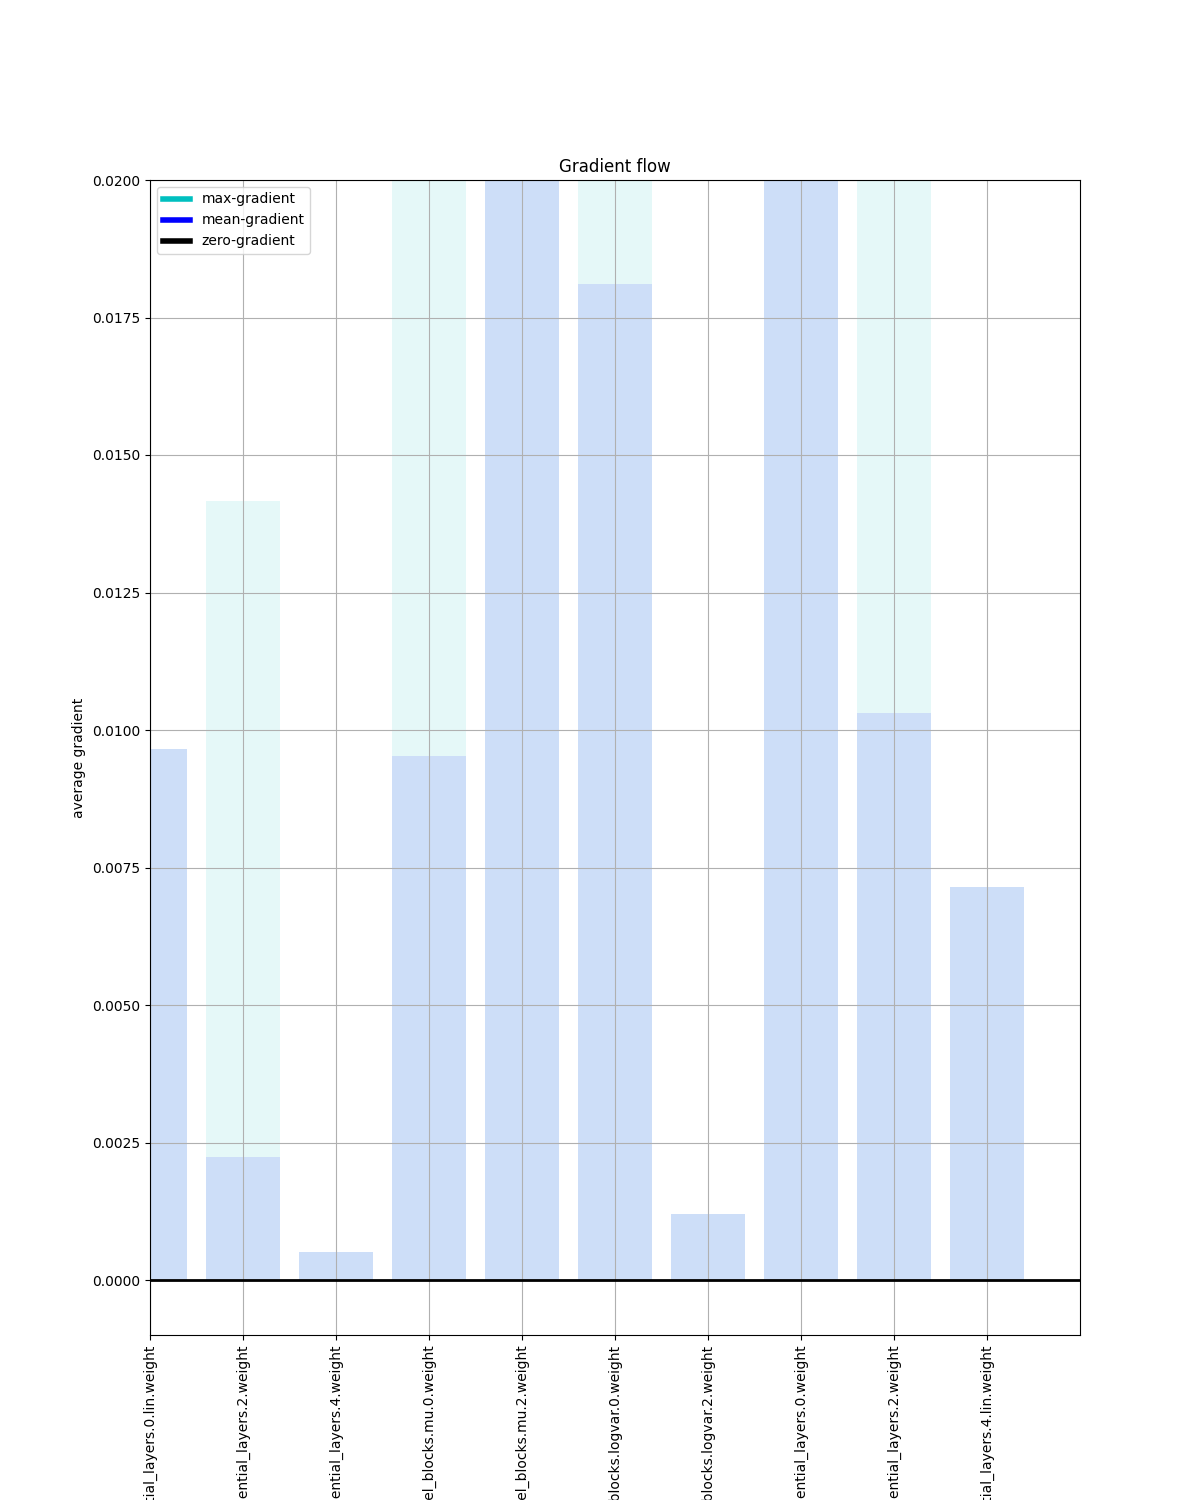 Gradient flow
max-gradient
mean-gradient
zero-gradient
0.0200
0.0175
0.0150
0.0125
0.0100
0.0075
0.0050
0.0025
0.0000
average gradient
tial_layers.0.lin.weight
ential_layers.2.weight
ential_layers.4.weight
el_blocks.mu.0.weight
el_blocks.mu.2.weight
blocks.logvar.0.weight
blocks.logvar.2.weight
ential_layers.0.weight
ential_layers.2.weight
tial_layers.4.lin.weight